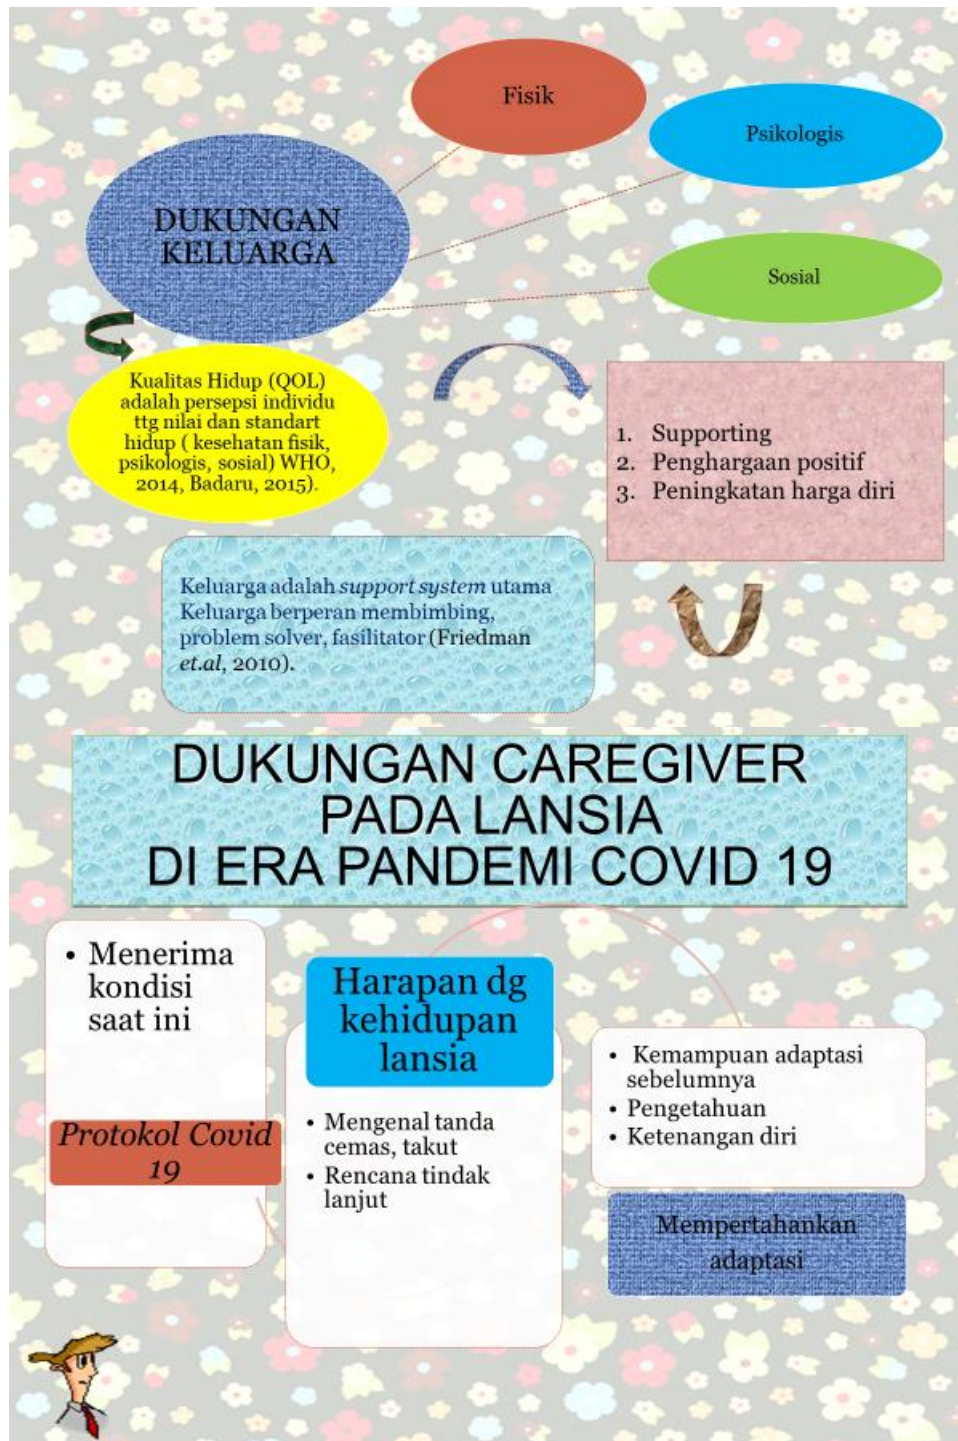 Fisik
Psikologis
DUKUNGAN
KELUARGA
Sosial
Kualitas Hidup (QOL)
adalah persepsi individu
ttg nilai dan standart
hidup ( kesehatan fisik,
psikologis, sosial) WHO,
2014, Badaru, 2015).
1. Supporting
2. Penghargaan positif
3. Peningkatan harga diri
Keluarga adalah support system utama
Keluarga berperan membimbing,
problem solver, fasilitator (Friedman
et.al, 2010).
DUKUNGAN CAREGIVER
PADA LANSIA
DI ERA PANDEMI COVID 19
• Menerima
kondisi
saat ini
Protokol Covid
19
Harapan dg
kehidupan
lansia
• Mengenal tanda
cemas, takut
• Rencana tindak
lanjut
• Kemampuan adaptasi
sebelumnya
• Pengetahuan
• Ketenangan diri
Mempertahankan
adaptasi